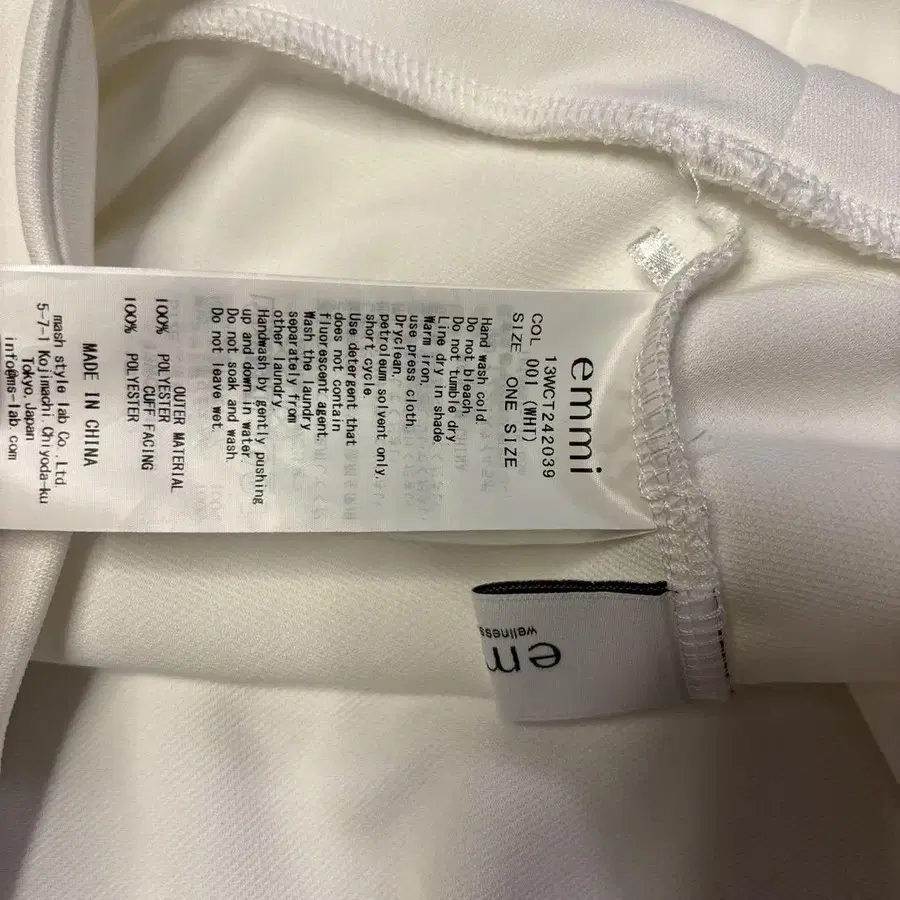 emmi
13WCT242039
COL 001 (WHT)
SIZE ONE SIZE
Hand wash cold.
Do not bleach.
Do not tumble dry
Line dry in shade.
Warm iron.
use press cloth.
Dryclean.
petroleum solvent only.
short cycle.
Use detergent that
does not contain
fluorescent agent.
Wash the laundry
separately from
other laundry.
Handwash by gently pushing
up and down in water.
Do not soak and wash.
Do not leave wet.
OUTER MATERIAL
100% POLYESTER
CUFF FACING
100% POLYESTER
MADE IN CHINA
mash style lab Co.,Ltd.
5-7-1 Kojimachi,Chiyoda-ku
Tokyo,Japan
info@ms-lab.com
em
wellness